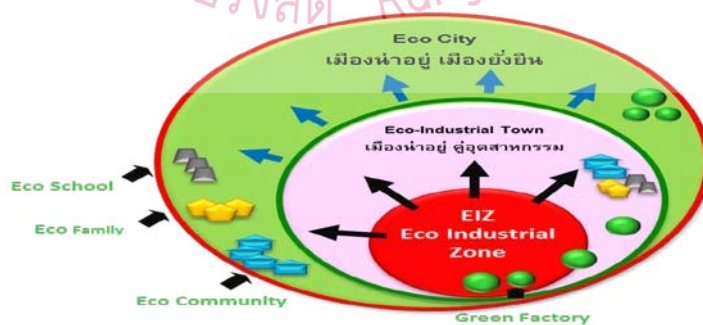 Eco City
เมืองน่าอยู่ เมืองยั่งยืน
Eco-Industrial Town
เมืองน่าอยู่ คู่อุตสาหกรรม
Eco School
EIZ
Eco Industrial
Zone
Eco Family
Eco Community
Green Factory